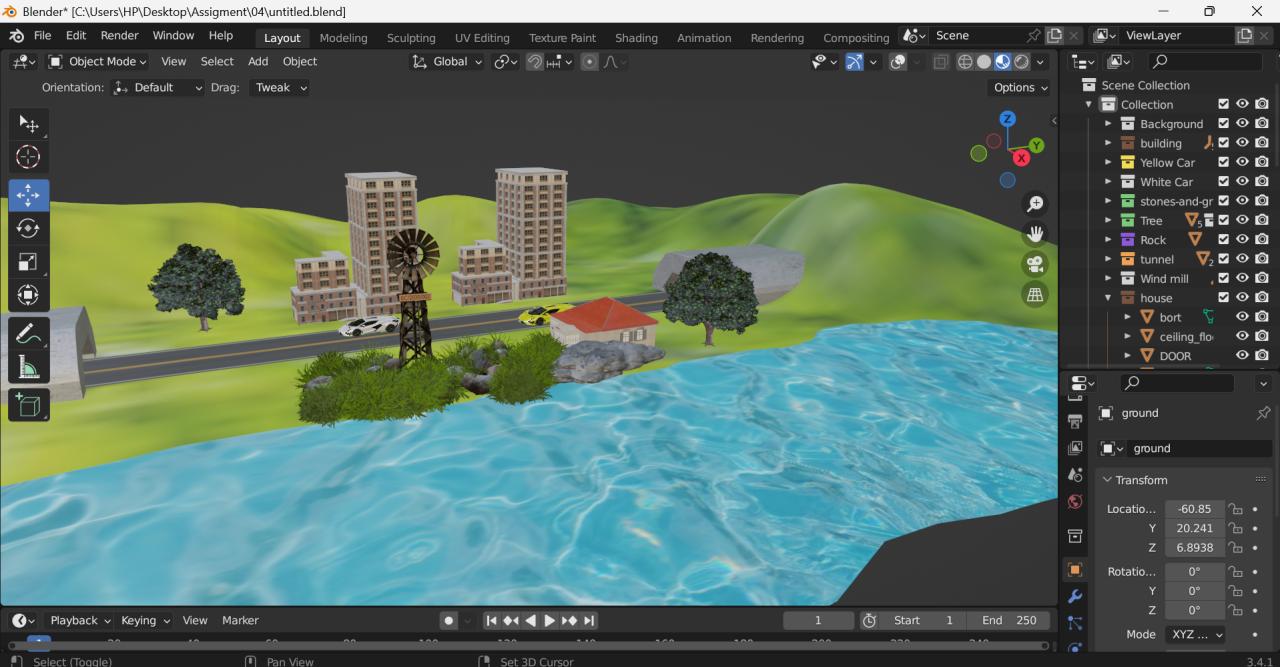 Blender* [C:\Users\HP\Desktop\Assigment\04\untitled.blend]
File Edit Render Window Help Layout Modeling Sculpting UV Editing Texture Paint Shading Animation Rendering Compositing Scene ViewLayer
Object Mode View Select Add Object Global
Orientation: Default Drag: Tweak Options
Z
Y
X
Scene Collection
Collection
Background
building
Yellow Car
White Car
stones-and-gr
Tree 5
Rock
tunnel 2
Wind mill
house
bort
ceiling_flo
DOOR
ground
ground
Transform
Locatio... -60.85
Y 20.241
Z 6.8938
Rotatio... 0°
Y 0°
Z 0°
Mode XYZ ...
Playback Keying View Marker 1 Start 1 End 250
Select (Toggle) Pan View Set 3D Cursor 3.4.1